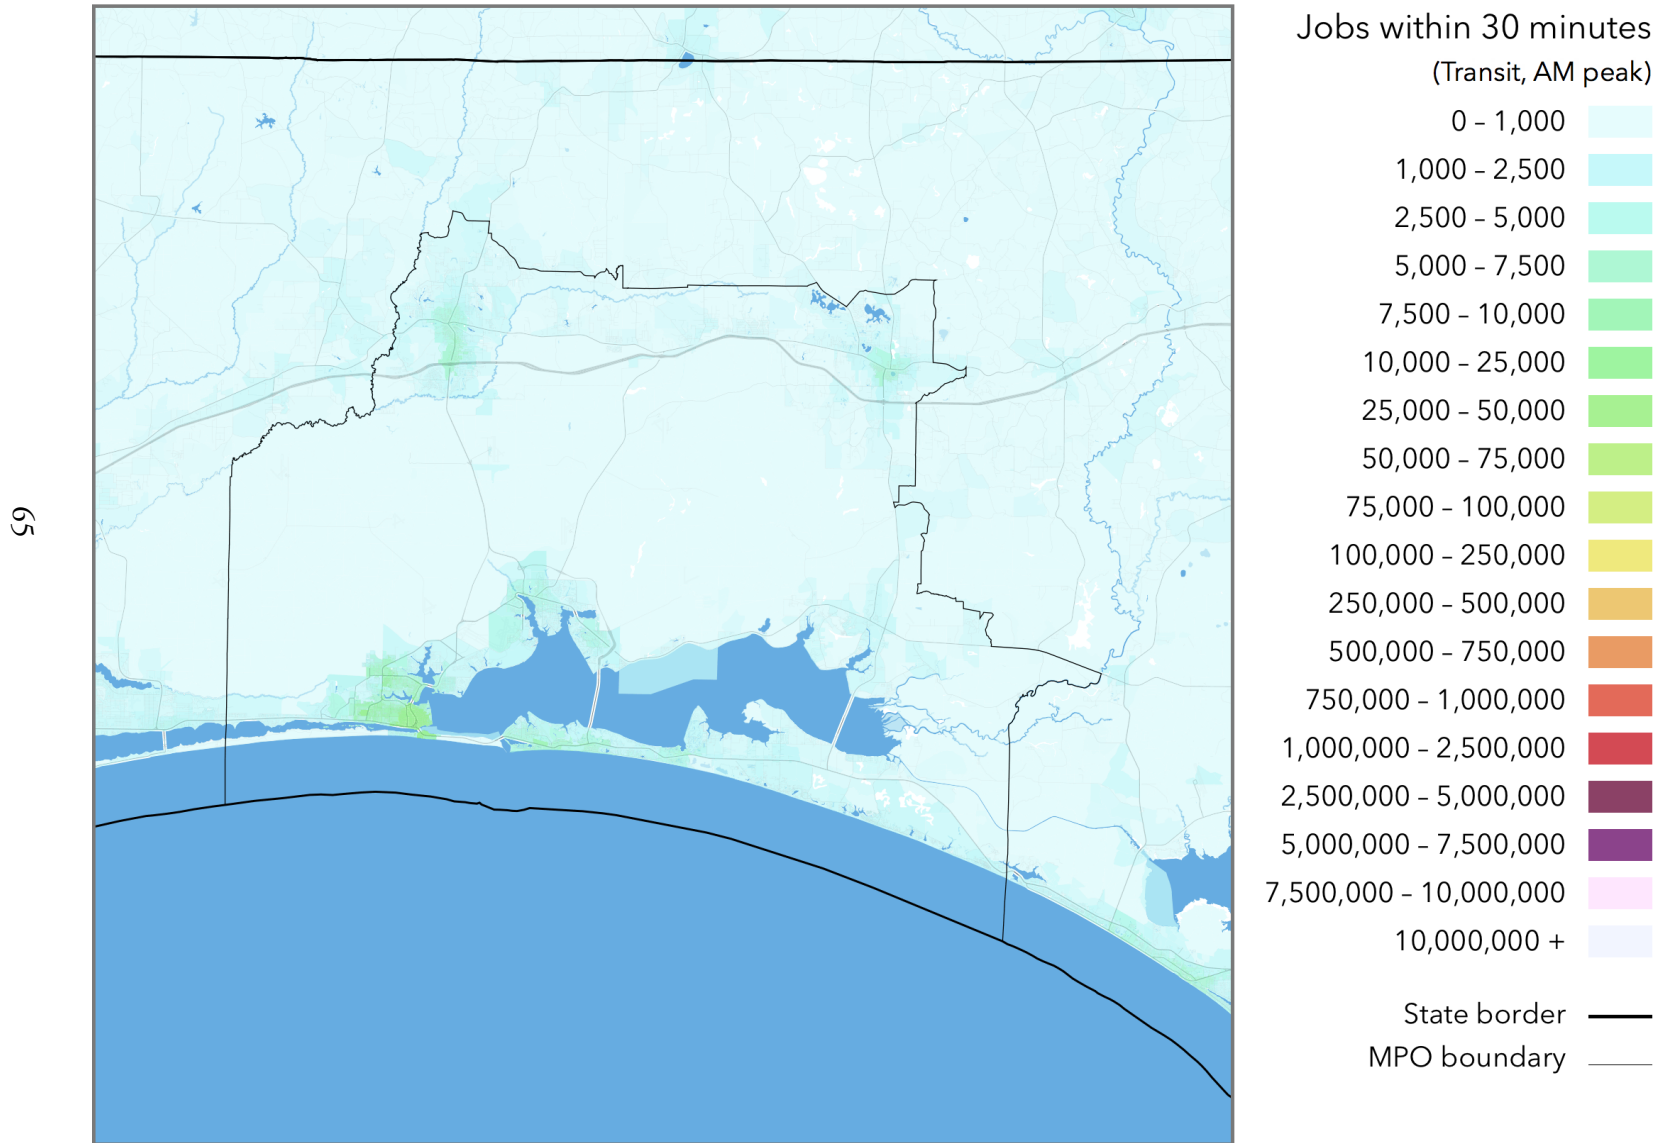 Jobs within 30 minutes
(Transit, AM peak)
0 – 1,000
1,000 – 2,500
2,500 – 5,000
5,000 – 7,500
7,500 – 10,000
10,000 – 25,000
25,000 – 50,000
50,000 – 75,000
75,000 – 100,000
100,000 – 250,000
250,000 – 500,000
500,000 – 750,000
750,000 – 1,000,000
1,000,000 – 2,500,000
2,500,000 – 5,000,000
5,000,000 – 7,500,000
7,500,000 – 10,000,000
10,000,000 +
State border
MPO boundary
65